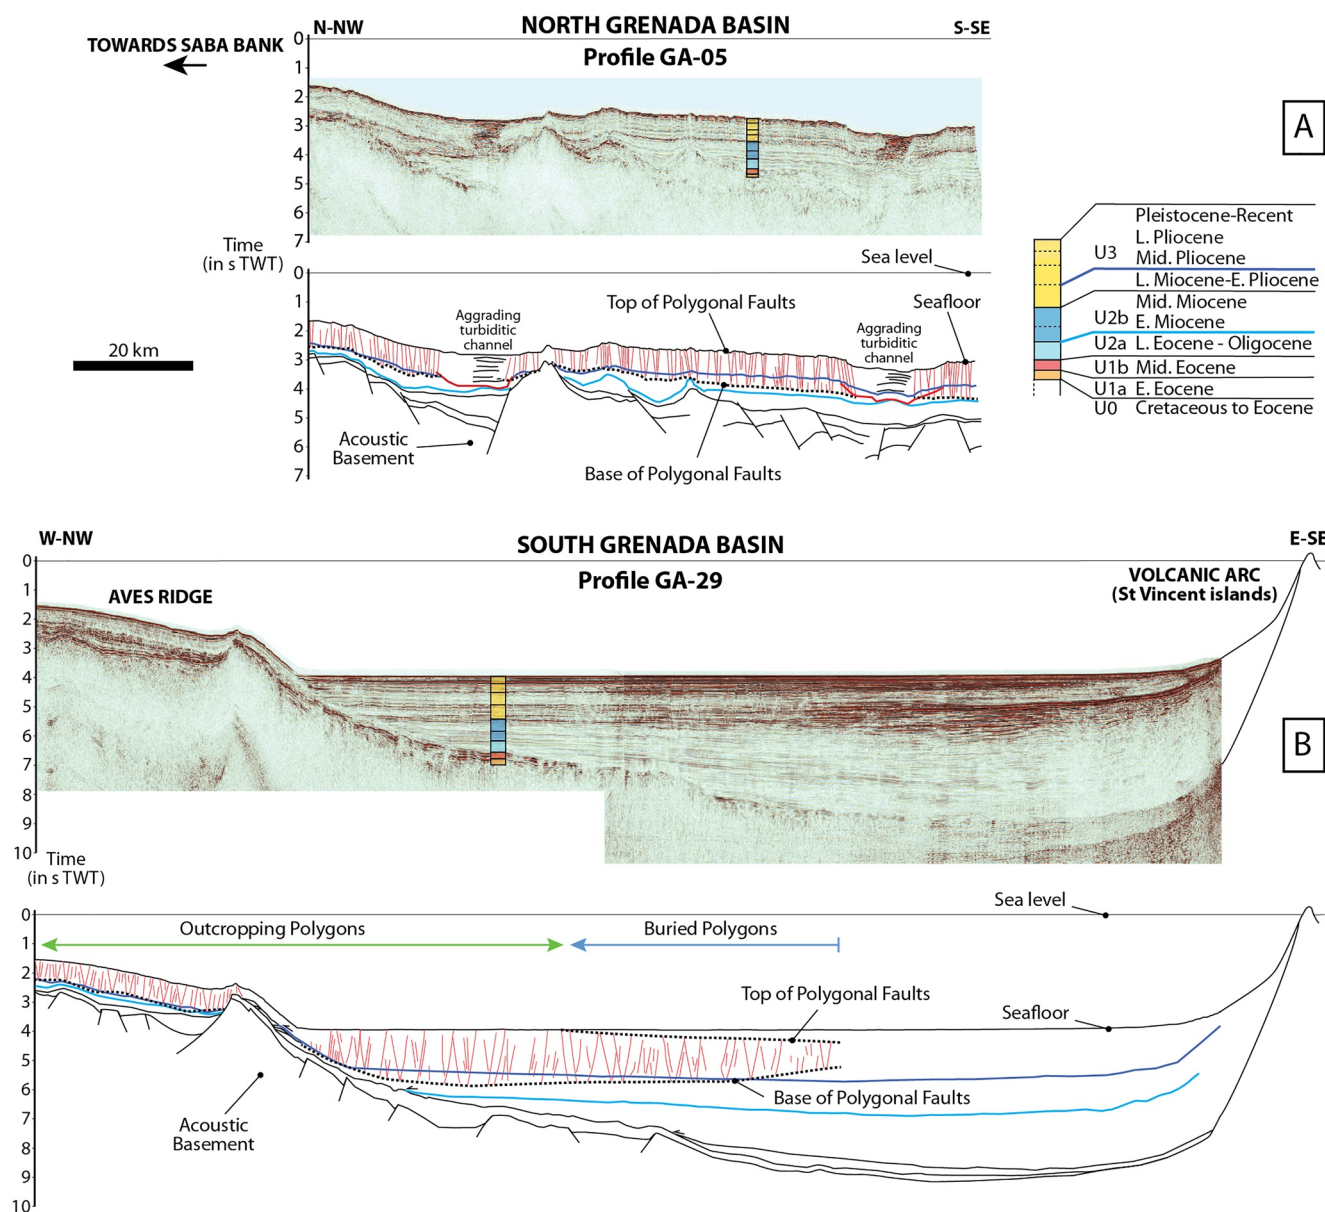 NORTH GRENADA BASIN
N-NW
S-SE
TOWARDS SABA BANK
Profile GA-05
0
1
2
3
4
5
6
7
A
Time
(in s TWT)
Sea level
0
1
2
3
4
5
6
7
Top of Polygonal Faults
Seafloor
Aggrading
turbiditic
channel
Aggrading
turbiditic
channel
20 km
Acoustic
Basement
Base of Polygonal Faults
Pleistocene-Recent
L. Pliocene
U3
Mid. Pliocene
L. Miocene-E. Pliocene
Mid. Miocene
U2b
E. Miocene
U2a
L. Eocene - Oligocene
U1b
Mid. Eocene
U1a
E. Eocene
U0
Cretaceous to Eocene
W-NW
SOUTH GRENADA BASIN
E-SE
Profile GA-29
AVES RIDGE
VOLCANIC ARC
(St Vincent islands)
0
1
2
3
4
5
6
7
8
9
10
B
Time
(in s TWT)
Sea level
0
1
2
3
4
5
6
7
8
9
10
Outcropping Polygons
Buried Polygons
Top of Polygonal Faults
Seafloor
Base of Polygonal Faults
Acoustic
Basement